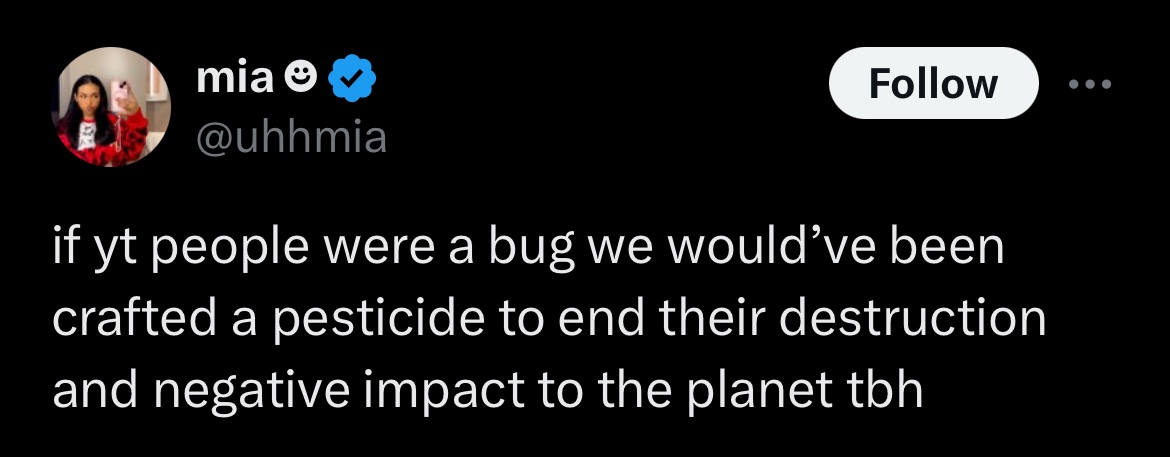 mia ☻
Follow
@uhhmia
if yt people were a bug we would’ve been
crafted a pesticide to end their destruction
and negative impact to the planet tbh